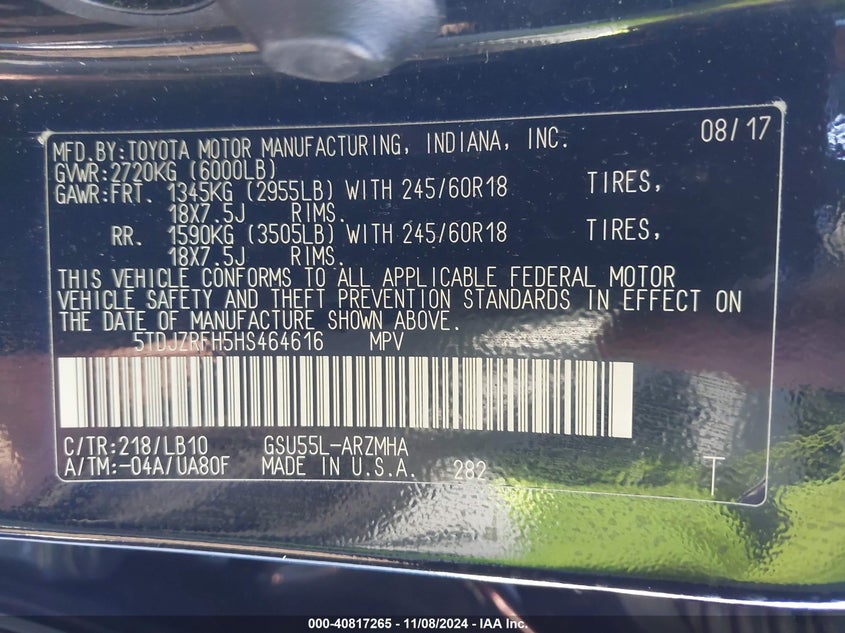 MFD.BY:TOYOTA MOTOR MANUFACTURING, INDIANA, INC. 08/17
GVWR:2720KG (6000LB)
GAWR:FRT. 1345KG (2955LB) WITH 245/60R18 TIRES,
18X7.5J RIMS.
RR. 1590KG (3505LB) WITH 245/60R18 TIRES,
18X7.5J RIMS.
THIS VEHICLE CONFORMS TO ALL APPLICABLE FEDERAL MOTOR
VEHICLE SAFETY AND THEFT PREVENTION STANDARDS IN EFFECT ON
THE DATE OF MANUFACTURE SHOWN ABOVE.
5TDJZRFH5HS464616 MPV
C/TR:218/LB10 GSU55L-ARZMHA
A/TM:-04A/UA80F MADE IN U.S.A. 282 T
000-40817265 - 11/08/2024 - IAA Inc.